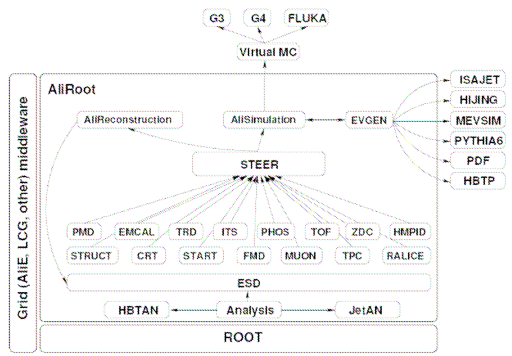 G3 G4 FLUKA
Virtual MC
Grid (AliE, LCG, other) middleware
AliRoot
ISAJET
HIJING
MEVSIM
PYTHIA6
PDF
HBTP
AliReconstruction AliSimulation EVGEN
STEER
PMD EMCAL TRD ITS PHOS TOF ZDC HMPID
STRUCT CRT START FMD MUON TPC RALICE
ESD
HBTAN Analysis JetAN
ROOT